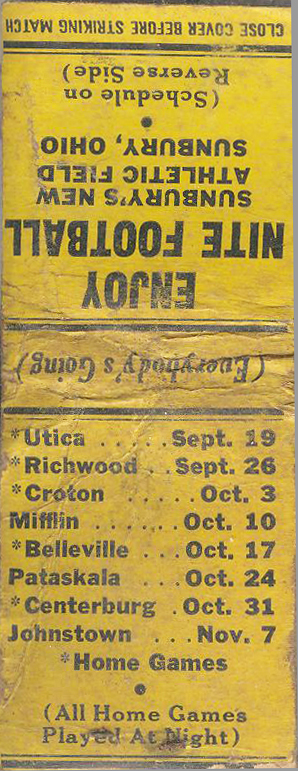 ENJOY
NITE FOOTBALL
SUNBURY'S NEW
ATHLETIC FIELD
SUNBURY, OHIO
(Schedule on
Reverse Side)
CLOSE COVER BEFORE STRIKING MATCH
(Everybody's Going)
*Utica ..... Sept. 19
*Richwood .. Sept. 26
*Croton ...... Oct. 3
Mifflin ...... Oct. 10
*Belleville ... Oct. 17
Pataskala ... Oct. 24
*Centerburg . Oct. 31
Johnstown ... Nov. 7
*Home Games
(All Home Games
Played At Night)